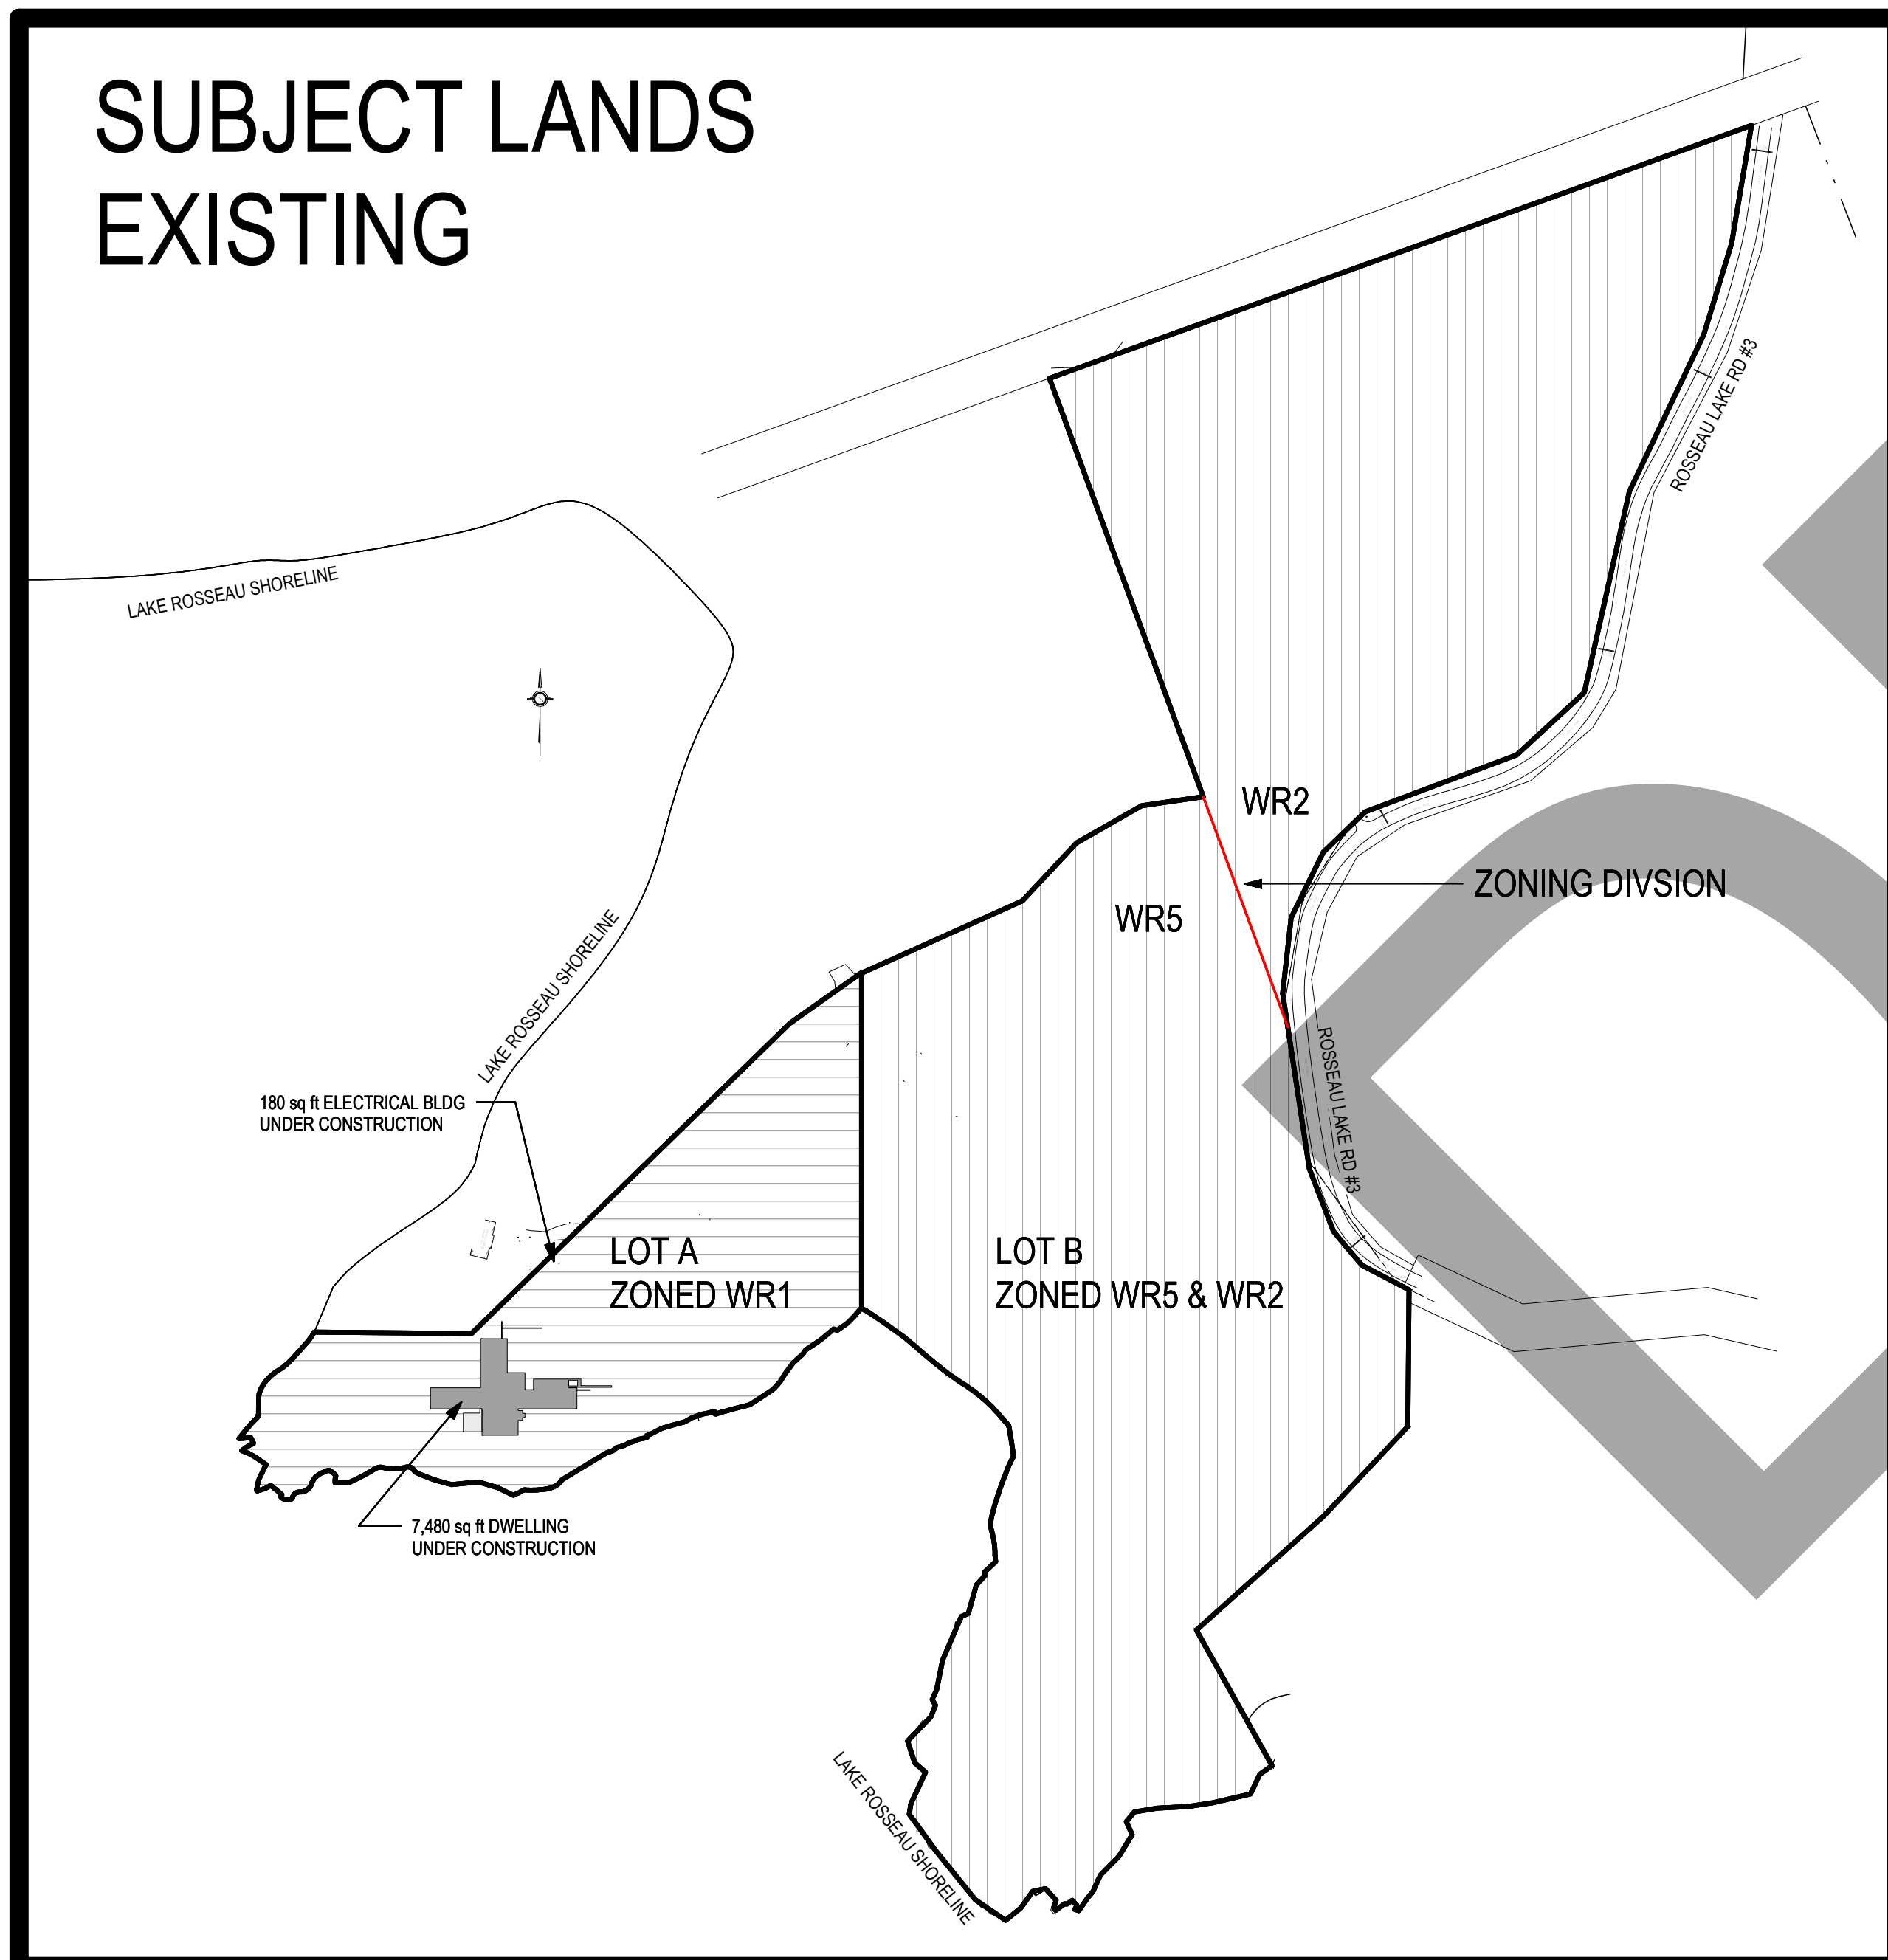 SUBJECT LANDS
EXISTING
ROSSEAU LAKE RD #3
LAKE ROSSEAU SHORELINE
WR2
ZONING DIVSION
WR5
LAKE ROSSEAU SHORELINE
ROSSEAU LAKE RD #3
180 sq ft ELECTRICAL BLDG
UNDER CONSTRUCTION
LOT A
ZONED WR1
LOT B
ZONED WR5 & WR2
7,480 sq ft DWELLING
UNDER CONSTRUCTION
LAKE ROSSEAU SHORELINE